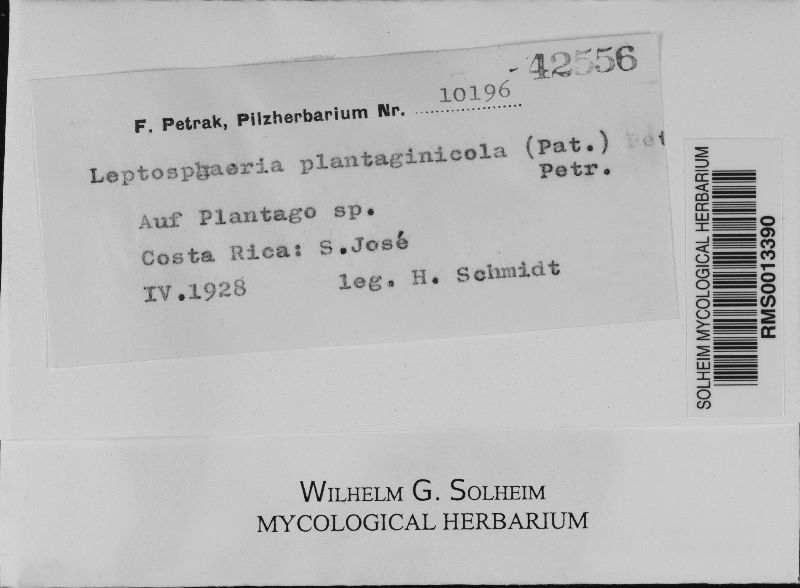 42556
F. Petrak, Pilzherbarium Nr. 10196
Leptosphaeria plantaginicola (Pat.) Pet
Petr.
Auf Plantago sp.
Costa Rica: S.José
IV.1928 leg. H. Schmidt
SOLHEIM MYCOLOGICAL HERBARIUM
RMS0013390
WILHELM G. SOLHEIM
MYCOLOGICAL HERBARIUM